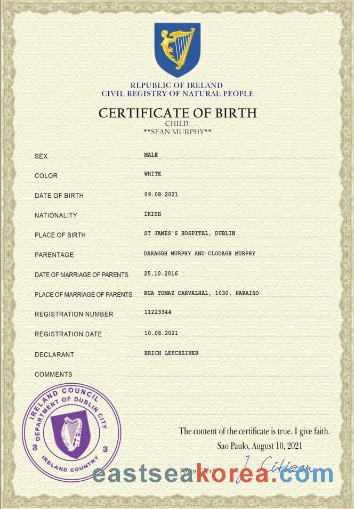 REPUBLIC OF IRELAND
CIVIL REGISTRY OF NATURAL PEOPLE
CERTIFICATE OF BIRTH
CHILD:
**SEAN MURPHY**
SEX MALE
COLOR WHITE
DATE OF BIRTH 09.08.2021
NATIONALITY IRISH
PLACE OF BIRTH ST JAMES'S HOSPITAL, DUBLIN
PARENTAGE DARAGGH MURPHY AND CLODAGH MURPHY
DATE OF MARRIAGE OF PARENTS 25.10.2016
PLACE OF MARRIAGE OF PARENTS RUA TOMAZ CARVALHAL, 1030. PARAISO
REGISTRATION NUMBER 11223344
REGISTRATION DATE 10.08.2021
DECLARANT ERICH LESCHZINER
COMMENTS
IRELAND COUNCIL
DEPARTMENT OF DUBLIN CITY
3 3
IRELAND COUNTRY
The content of the certificate is true. I give faith.
Sao Paulo, August 10, 2021
J. Citizen
eastseakorea.com